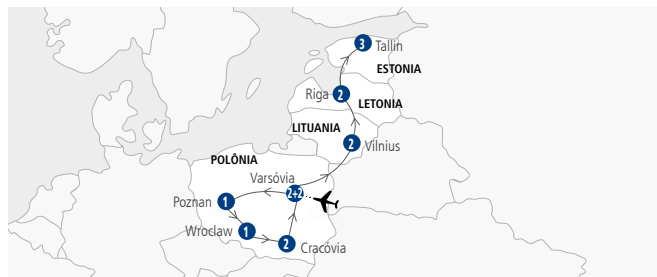 3 Tallin
ESTONIA
Riga 2
LETONIA
LITUANIA
2 Vilnius
POLÔNIA
Varsóvia
2+2
Poznan 1
Wroclaw 1
2 Cracóvia